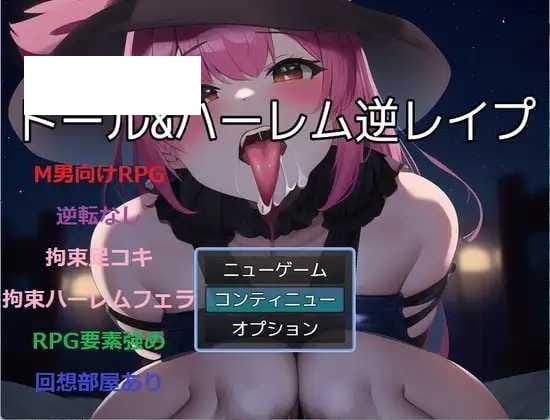 ドール&ハーレム逆レイプ
M男向けRPG
逆転なし
拘束足コキ
拘束ハーレムフェラ
RPG要素強め
回想部屋あり
ニューゲーム
コンティニュー
オプション